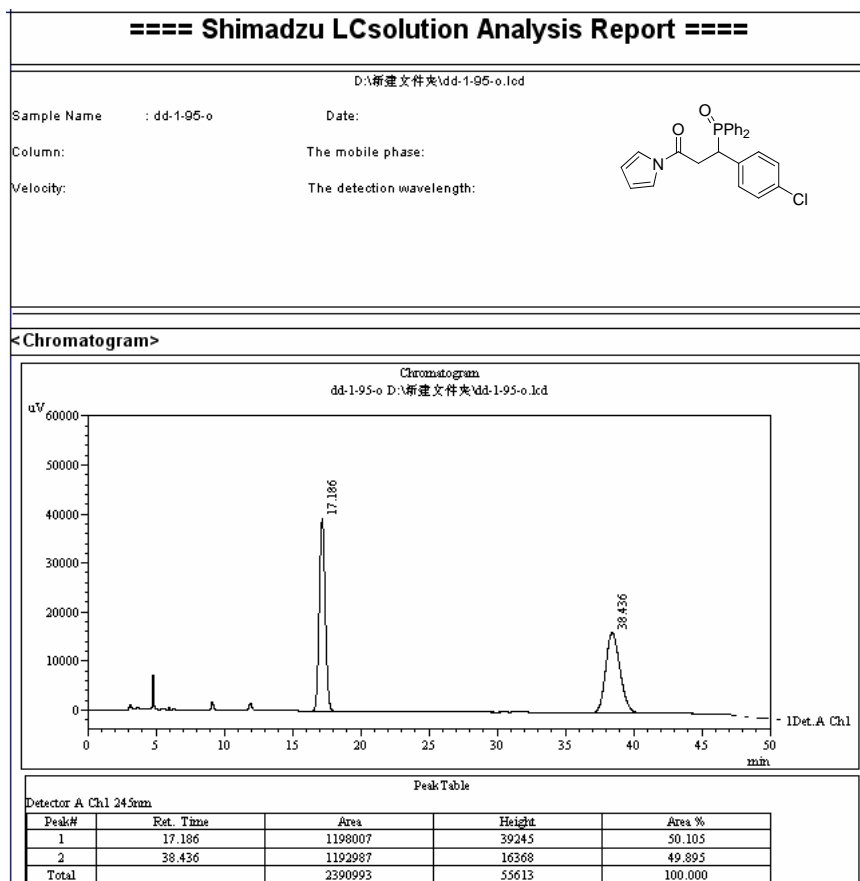 ==== Shimadzu LCsolution Analysis Report ====
D:\新建文件夹\dd-1-95-o.lcd
Sample Name : dd-1-95-o Date:
Column: The mobile phase:
Velocity: The detection wavelength:
O
PPh2
O
N
Cl
<Chromatogram>
Chromatogram
dd-1-95-o D:\新建文件夹\dd-1-95-o.lcd
uV
60000
50000
40000
30000
20000
10000
0
17.186
38.436
1Det.A Ch1
0 5 10 15 20 25 30 35 40 45 50
min
PeakTable
Detector A Ch1 245nm
Peak# Ret. Time Area Height Area %
1 17.186 1198007 39245 50.105
2 38.436 1192987 16368 49.895
Total 2390993 55613 100.000